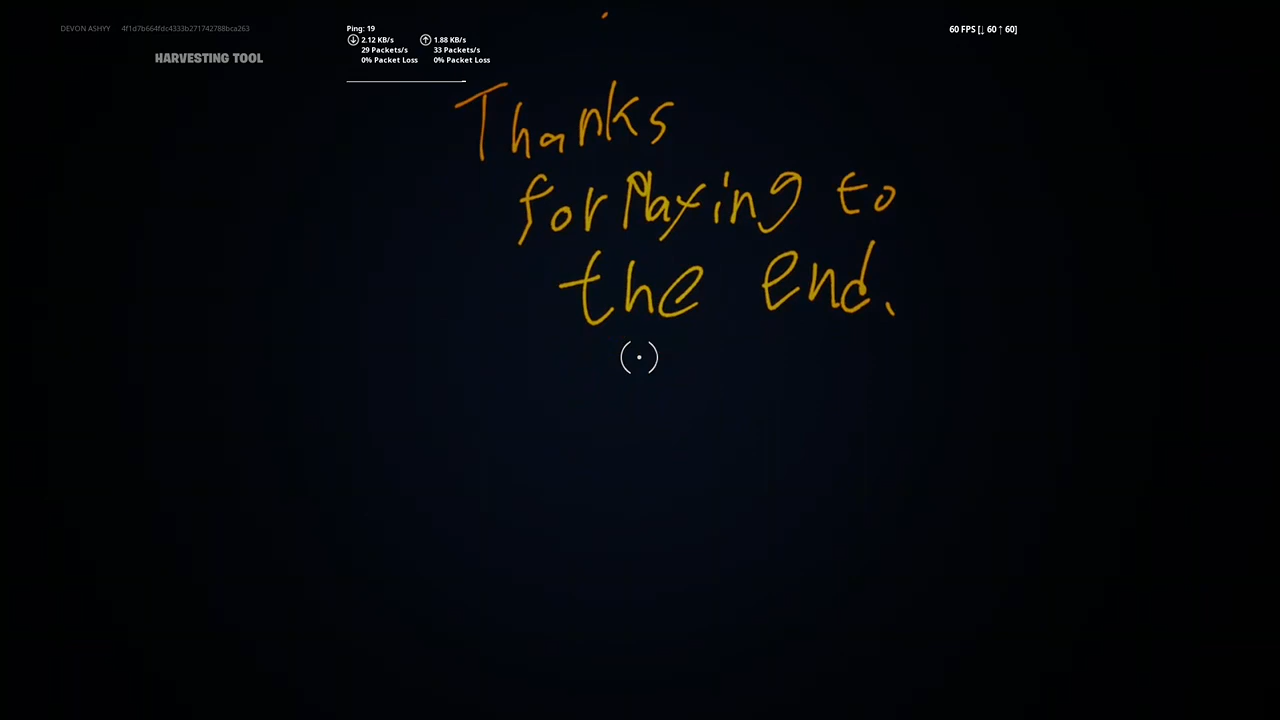 DEVON ASHYY 4f1d7b664fdc4333b271742788bca263
HARVESTING TOOL
Ping: 19
2.12 KB/s 1.88 KB/s
29 Packets/s 33 Packets/s
0% Packet Loss 0% Packet Loss
60 FPS [↓ 60 ↑ 60]
Thanks
for Playing to
the end.